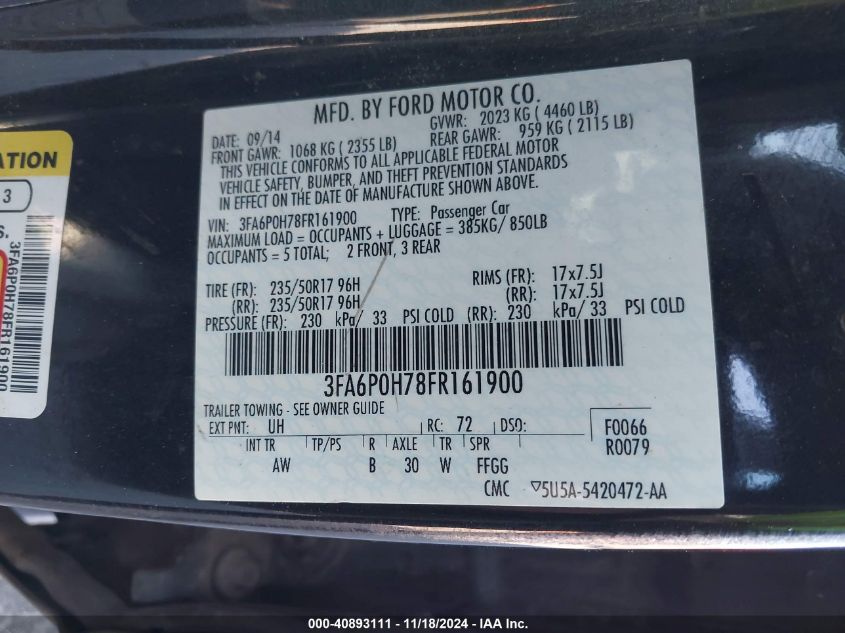 MFD. BY FORD MOTOR CO.
DATE: 09/14 GVWR: 2023 KG ( 4460 LB)
FRONT GAWR: 1068 KG ( 2355 LB) REAR GAWR: 959 KG ( 2115 LB)
THIS VEHICLE CONFORMS TO ALL APPLICABLE FEDERAL MOTOR
VEHICLE SAFETY, BUMPER, AND THEFT PREVENTION STANDARDS
IN EFFECT ON THE DATE OF MANUFACTURE SHOWN ABOVE.
VIN: 3FA6P0H78FR161900 TYPE: Passenger Car
MAXIMUM LOAD = OCCUPANTS + LUGGAGE = 385KG/ 850LB
OCCUPANTS = 5 TOTAL; 2 FRONT, 3 REAR
TIRE (FR): 235/50R17 96H RIMS (FR): 17x7.5J
(RR): 235/50R17 96H (RR): 17x7.5J
PRESSURE (FR): 230 kPa/ 33 PSI COLD (RR): 230 kPa/ 33 PSI COLD
3FA6P0H78FR161900
TRAILER TOWING - SEE OWNER GUIDE
EXT PNT: UH RC: 72 DSO: F0066
R0079
INT TR TP/PS R AXLE TR SPR
AW B 30 W FFGG
CMC ▽5U5A-5420472-AA
ATION
3
S.
3FA6P0H78FR161900
000-40893111 - 11/18/2024 - IAA Inc.